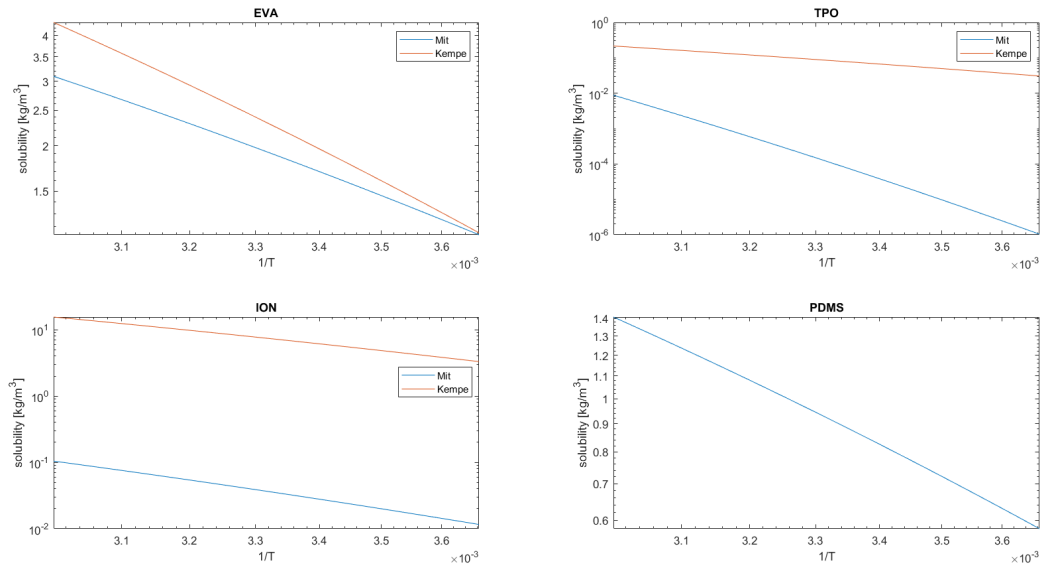 EVA
solubility [kg/m³]
4
3.5
3
2.5
2
1.5
Mit
Kempe
3.1
3.2
3.3
3.4
3.5
3.6
1/T
×10⁻³
TPO
solubility [kg/m³]
10⁰
10⁻²
10⁻⁴
10⁻⁶
Mit
Kempe
3.1
3.2
3.3
3.4
3.5
3.6
1/T
×10⁻³
ION
solubility [kg/m³]
10¹
10⁰
10⁻¹
10⁻²
Mit
Kempe
3.1
3.2
3.3
3.4
3.5
3.6
1/T
×10⁻³
PDMS
solubility [kg/m³]
1.4
1.3
1.2
1.1
1
0.9
0.8
0.7
0.6
3.1
3.2
3.3
3.4
3.5
3.6
1/T
×10⁻³